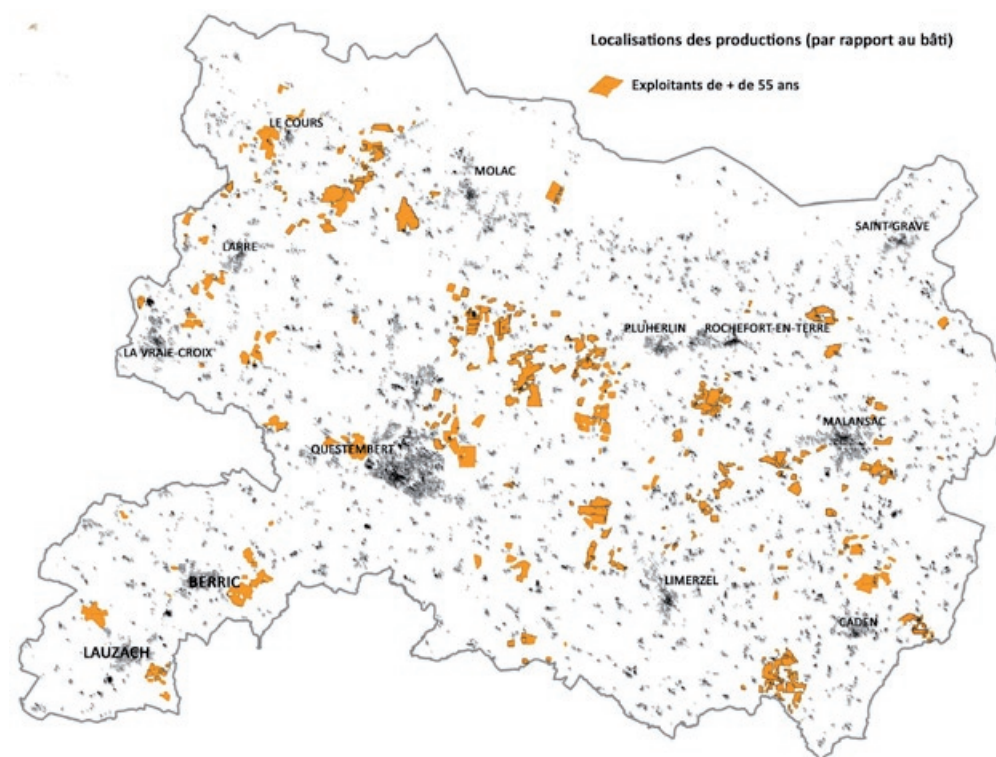 Localisations des productions (par rapport au bâti)
Exploitants de + de 55 ans
LE COURS
MOLAC
SAINT-GRAVE
LARRE
PLUHERLIN
ROCHEFORT-EN-TERRE
LA VRAIE-CROIX
MALANSAC
QUESTEMBERT
BERRIC
LIMERZEL
CADEN
LAUZACH